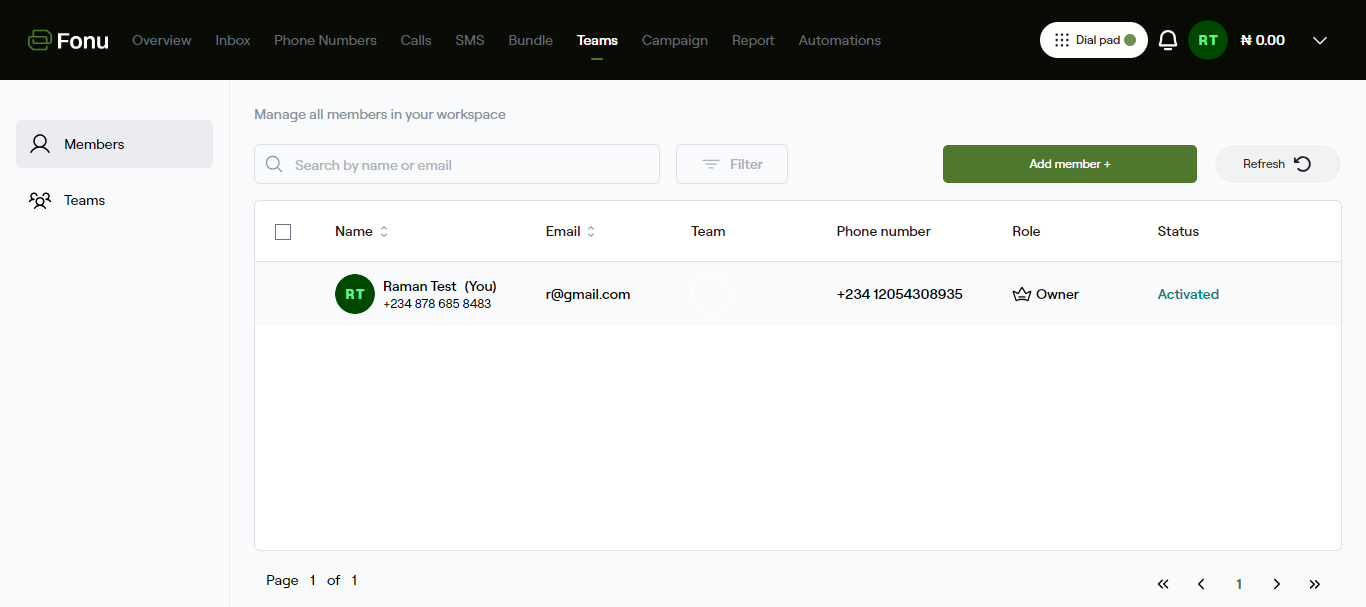 Fonu Overview Inbox Phone Numbers Calls SMS Bundle Teams Campaign Report Automations Dial pad RT ₦ 0.00
Manage all members in your workspace
Members
Teams
Search by name or email Filter Add member + Refresh
Name Email Team Phone number Role Status
RT Raman Test (You) r@gmail.com +234 12054308935 Owner Activated
+234 878 685 8483
Page 1 of 1 « ‹ 1 › »